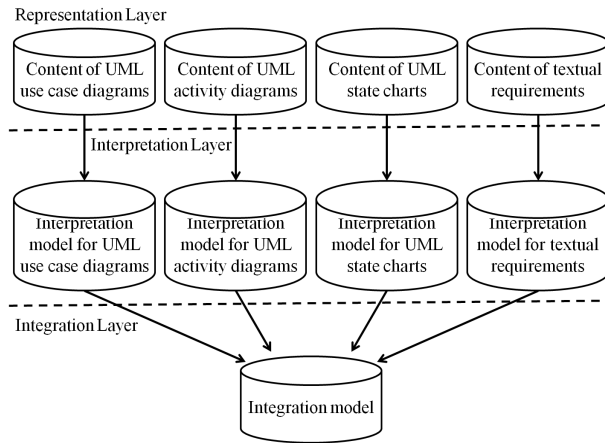 Representation Layer
Content of UML
use case diagrams
Content of UML
activity diagrams
Content of UML
state charts
Content of textual
requirements
Interpretation Layer
Interpretation
model for UML
use case diagrams
Interpretation
model for UML
activity diagrams
Interpretation
model for UML
state charts
Interpretation
model for textual
requirements
Integration Layer
Integration model